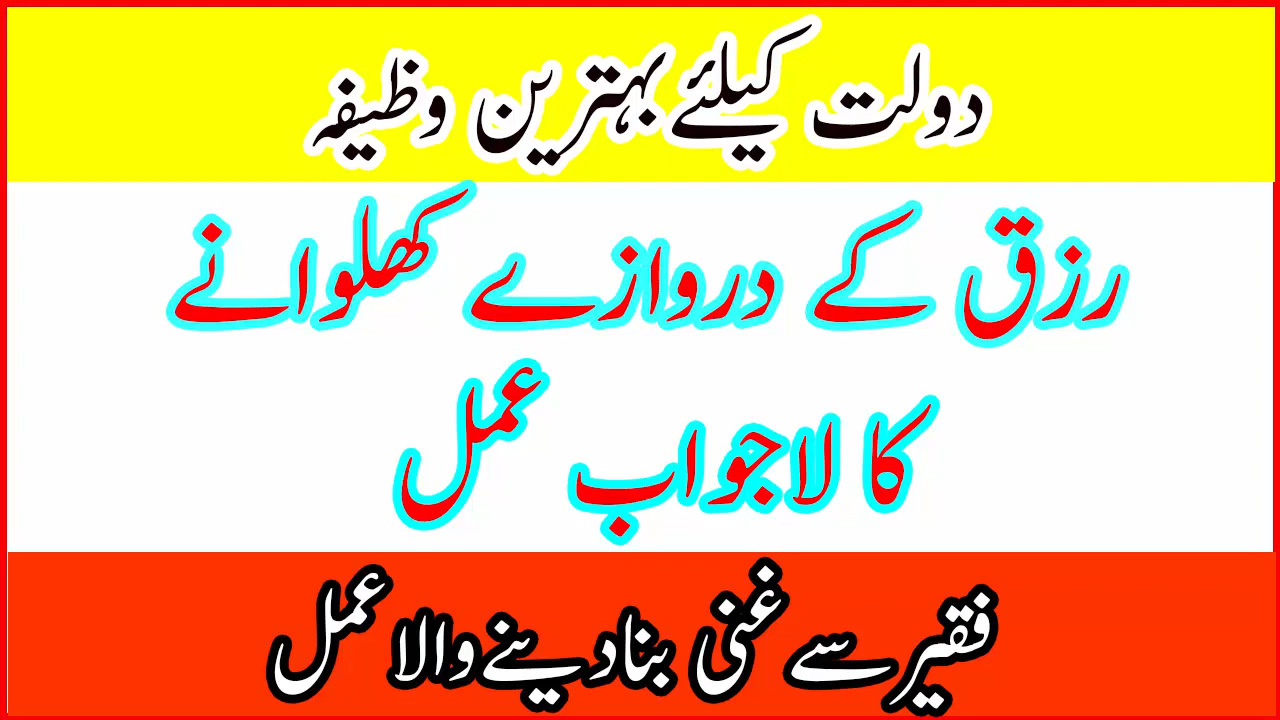 دولت کیلئے بہترین وظیفہ
رزق کے دروازے کھلوانے
کا لاجواب عمل
فقیر سے غنی بنا دینے والا عمل